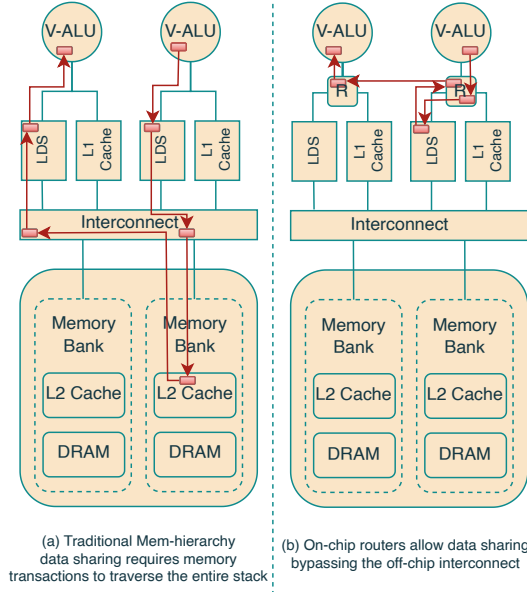 V-ALU
V-ALU
LDS
L1
Cache
LDS
L1
Cache
Interconnect
Memory
Bank
L2 Cache
DRAM
Memory
Bank
L2 Cache
DRAM
(a) Traditional Mem-hierarchy
data sharing requires memory
transactions to traverse the entire stack
V-ALU
V-ALU
R
R
LDS
L1
Cache
LDS
L1
Cache
Interconnect
Memory
Bank
L2 Cache
DRAM
Memory
Bank
L2 Cache
DRAM
(b) On-chip routers allow data sharing
bypassing the off-chip interconnect